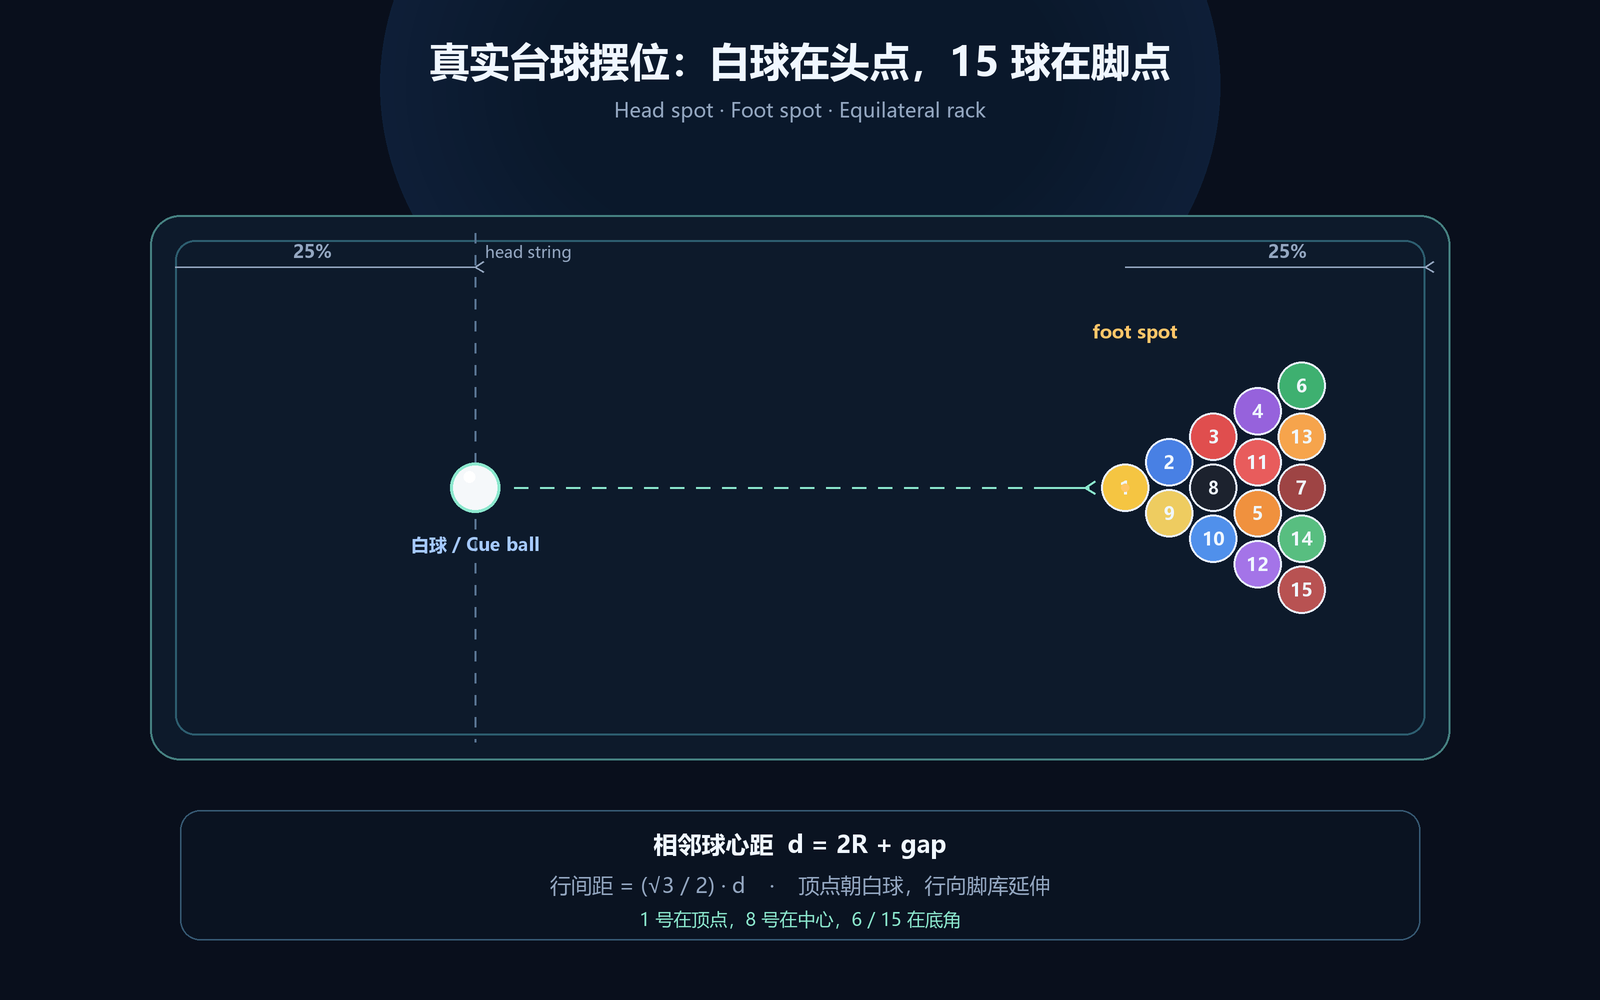 真实台球摆位：白球在头点，15 球在脚点
Head spot · Foot spot · Equilateral rack
25%
head string
25%
foot spot
6
4
3
13
2
11
1
8
7
9
5
10
14
12
15
白球 / Cue ball
相邻球心距 d = 2R + gap
行间距 = (√3 / 2) · d · 顶点朝白球，行向脚库延伸
1 号在顶点，8 号在中心，6 / 15 在底角